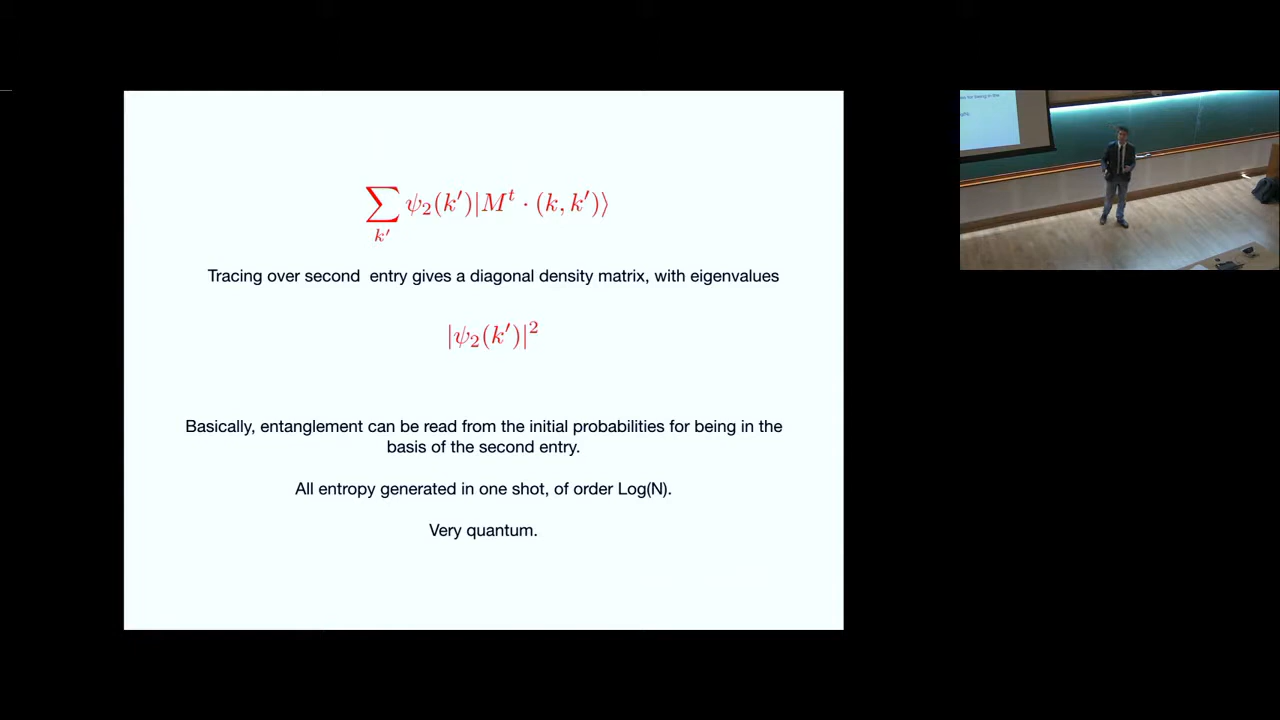 ∑_{k′} ψ₂(k′)|Mᵗ · (k, k′)⟩
Tracing over second entry gives a diagonal density matrix, with eigenvalues
|ψ₂(k′)|²
Basically, entanglement can be read from the initial probabilities for being in the
basis of the second entry.
All entropy generated in one shot, of order Log(N).
Very quantum.